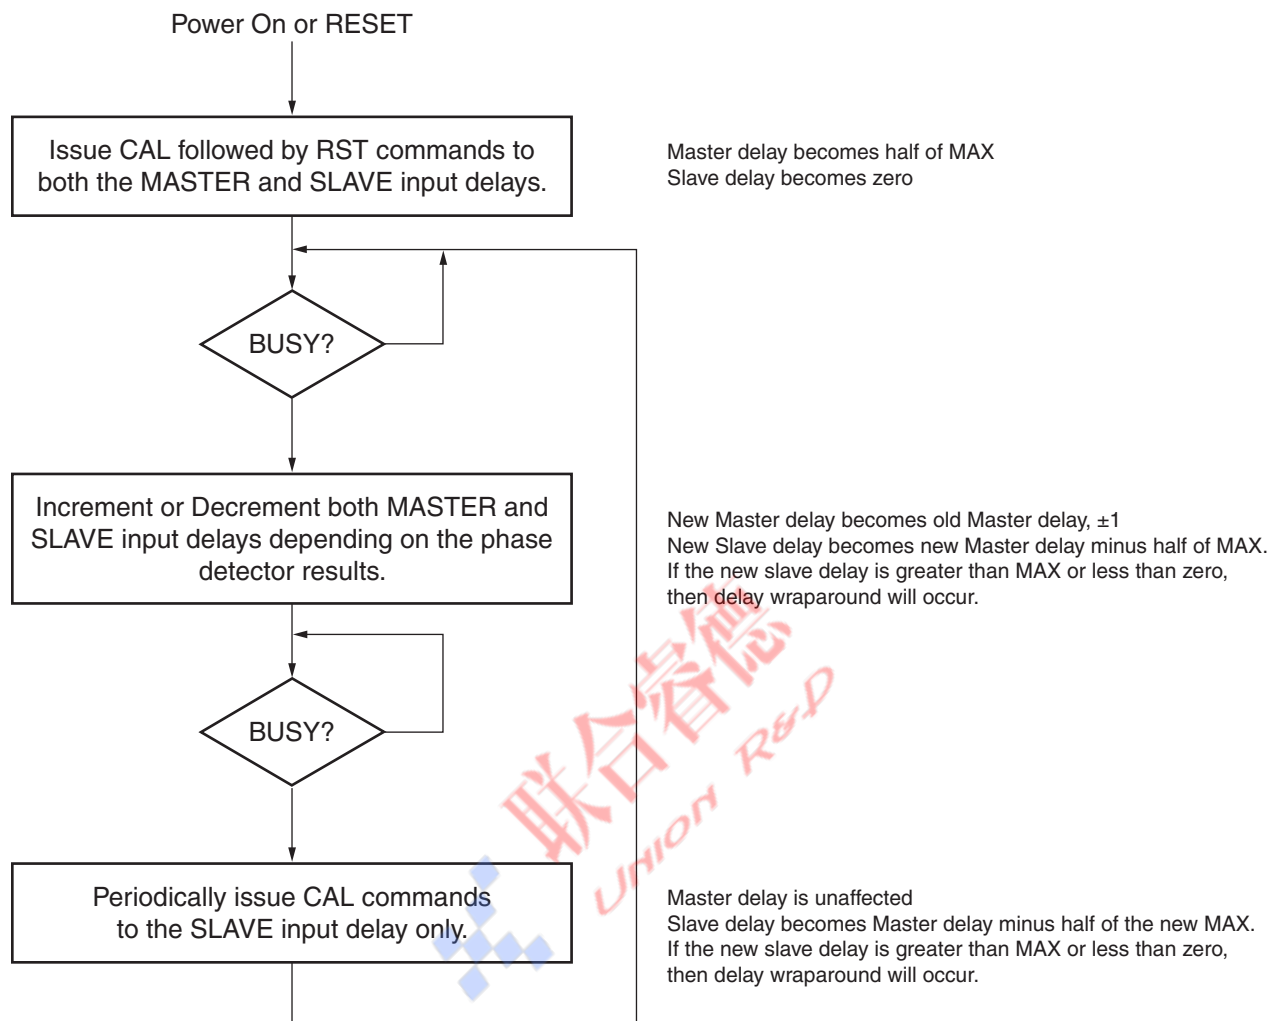 Power On or RESET
Issue CAL followed by RST commands to
both the MASTER and SLAVE input delays.
Master delay becomes half of MAX
Slave delay becomes zero
BUSY?
Increment or Decrement both MASTER and
SLAVE input delays depending on the phase
detector results.
New Master delay becomes old Master delay, ±1
New Slave delay becomes new Master delay minus half of MAX.
If the new slave delay is greater than MAX or less than zero,
then delay wraparound will occur.
联合睿德
UNION R&D
BUSY?
Periodically issue CAL commands
to the SLAVE input delay only.
Master delay is unaffected
Slave delay becomes Master delay minus half of the new MAX.
If the new slave delay is greater than MAX or less than zero,
then delay wraparound will occur.